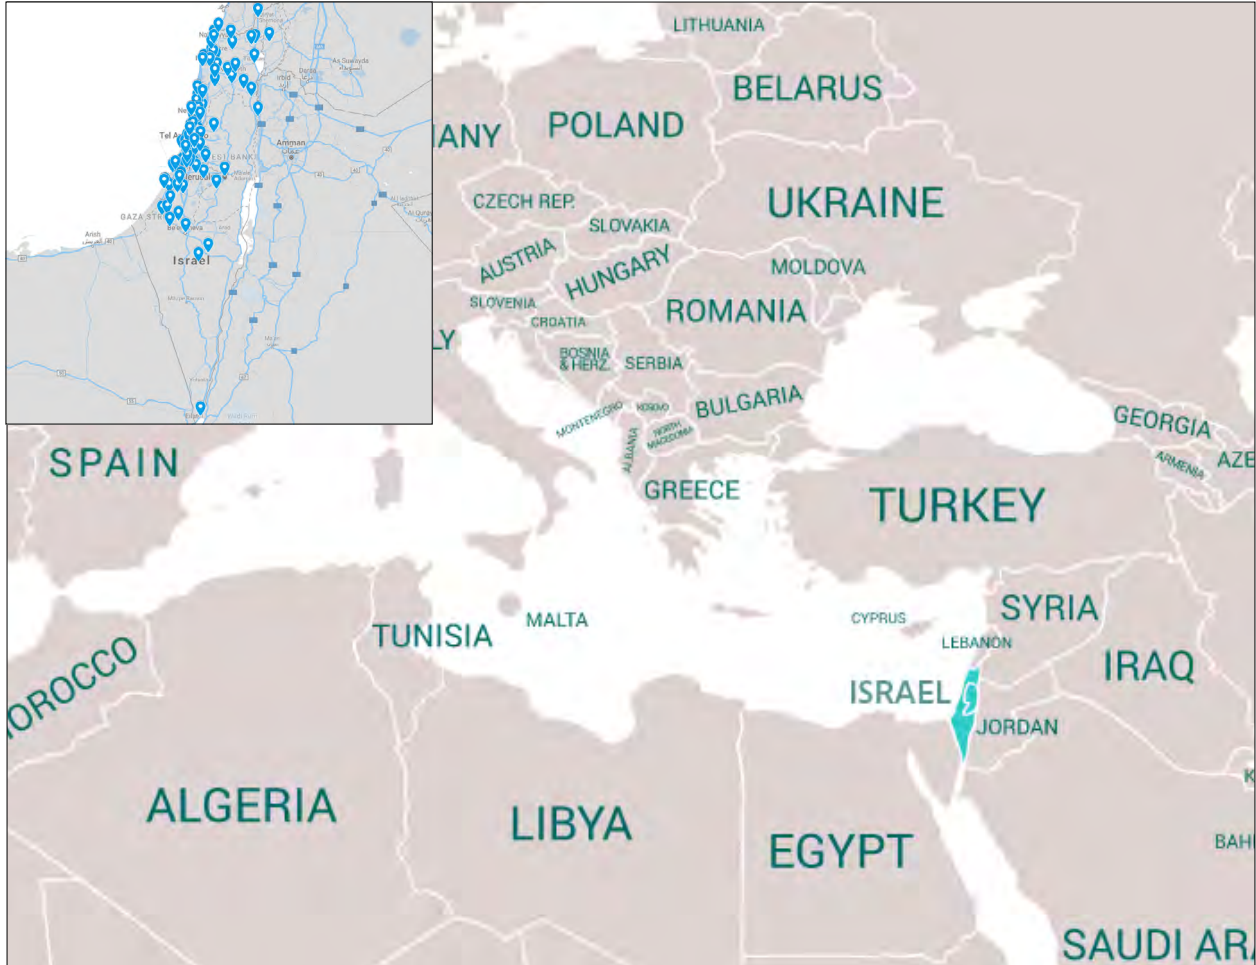 Amman
WEST BANK
GAZA STR
Arish
Israel
As Suwayda
Irbid
Tel A
LITHUANIA
BELARUS
POLAND
ANY
UKRAINE
CZECH REP.
SLOVAKIA
AUSTRIA
HUNGARY
MOLDOVA
SLOVENIA
ROMANIA
CROATIA
LY
BOSNIA
& HERZ.
SERBIA
MONTENEGRO
KOSOVO
BULGARIA
NORTH
MACEDONIA
ALBANIA
GEORGIA
ARMENIA
AZE
SPAIN
GREECE
TURKEY
MALTA
TUNISIA
CYPRUS
SYRIA
LEBANON
IRAQ
OROCCO
ISRAEL
JORDAN
K
ALGERIA
LIBYA
EGYPT
BAH
SAUDI AR